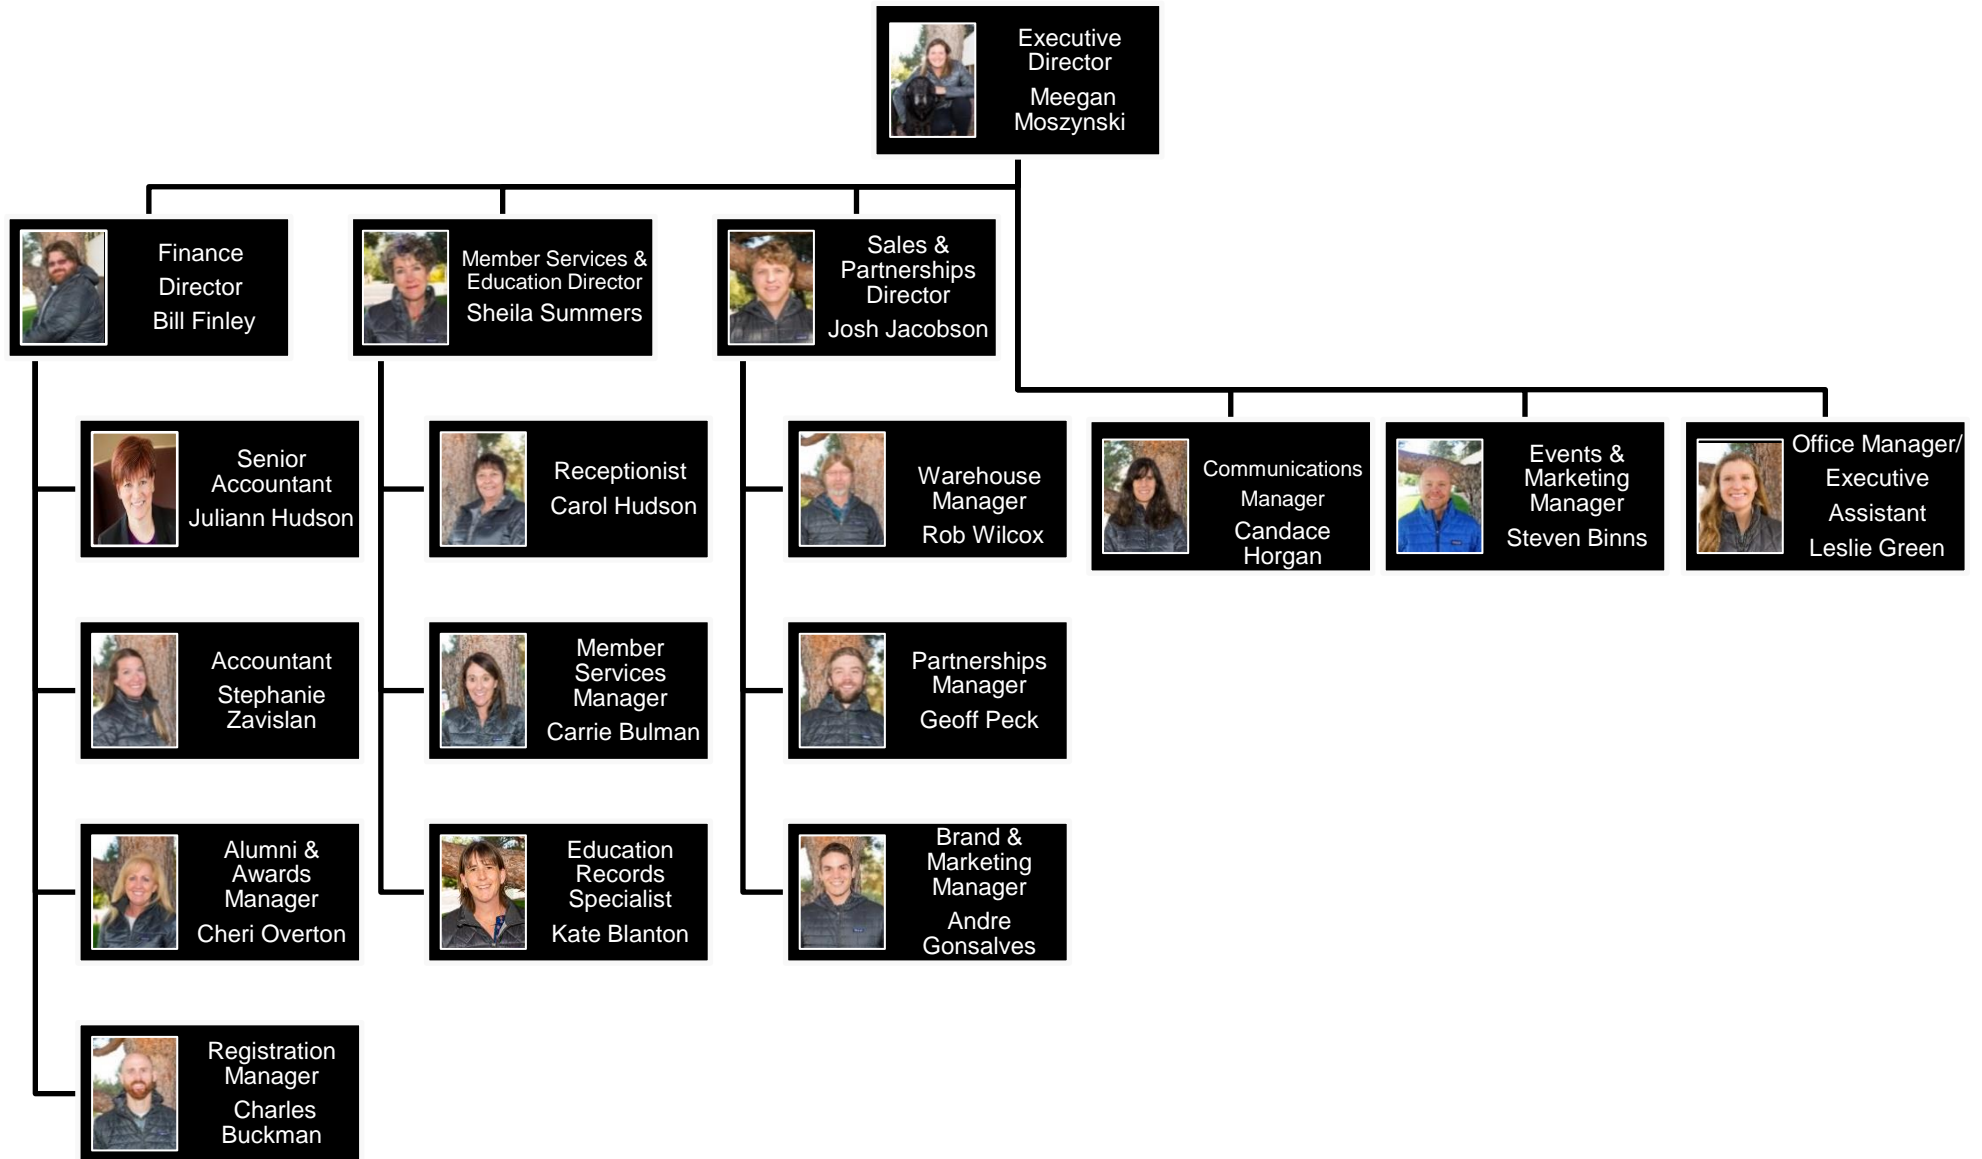 Executive
Director
Meegan
Moszynski
Finance
Director
Bill Finley
Member Services &
Education Director
Sheila Summers
Sales &
Partnerships
Director
Josh Jacobson
Senior
Accountant
Juliann Hudson
Receptionist
Carol Hudson
Warehouse
Manager
Rob Wilcox
Communications
Manager
Candace
Horgan
Events &
Marketing
Manager
Steven Binns
Office Manager/
Executive
Assistant
Leslie Green
Accountant
Stephanie
Zavislan
Member
Services
Manager
Carrie Bulman
Partnerships
Manager
Geoff Peck
Alumni &
Awards
Manager
Cheri Overton
Education
Records
Specialist
Kate Blanton
Brand &
Marketing
Manager
Andre
Gonsalves
Registration
Manager
Charles
Buckman